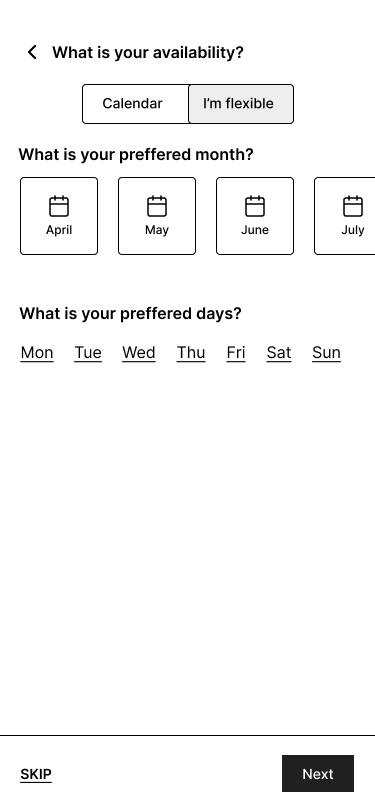 What is your availability?
Calendar I'm flexible
What is your preffered month?
April May June July
What is your preffered days?
Mon Tue Wed Thu Fri Sat Sun
SKIP Next